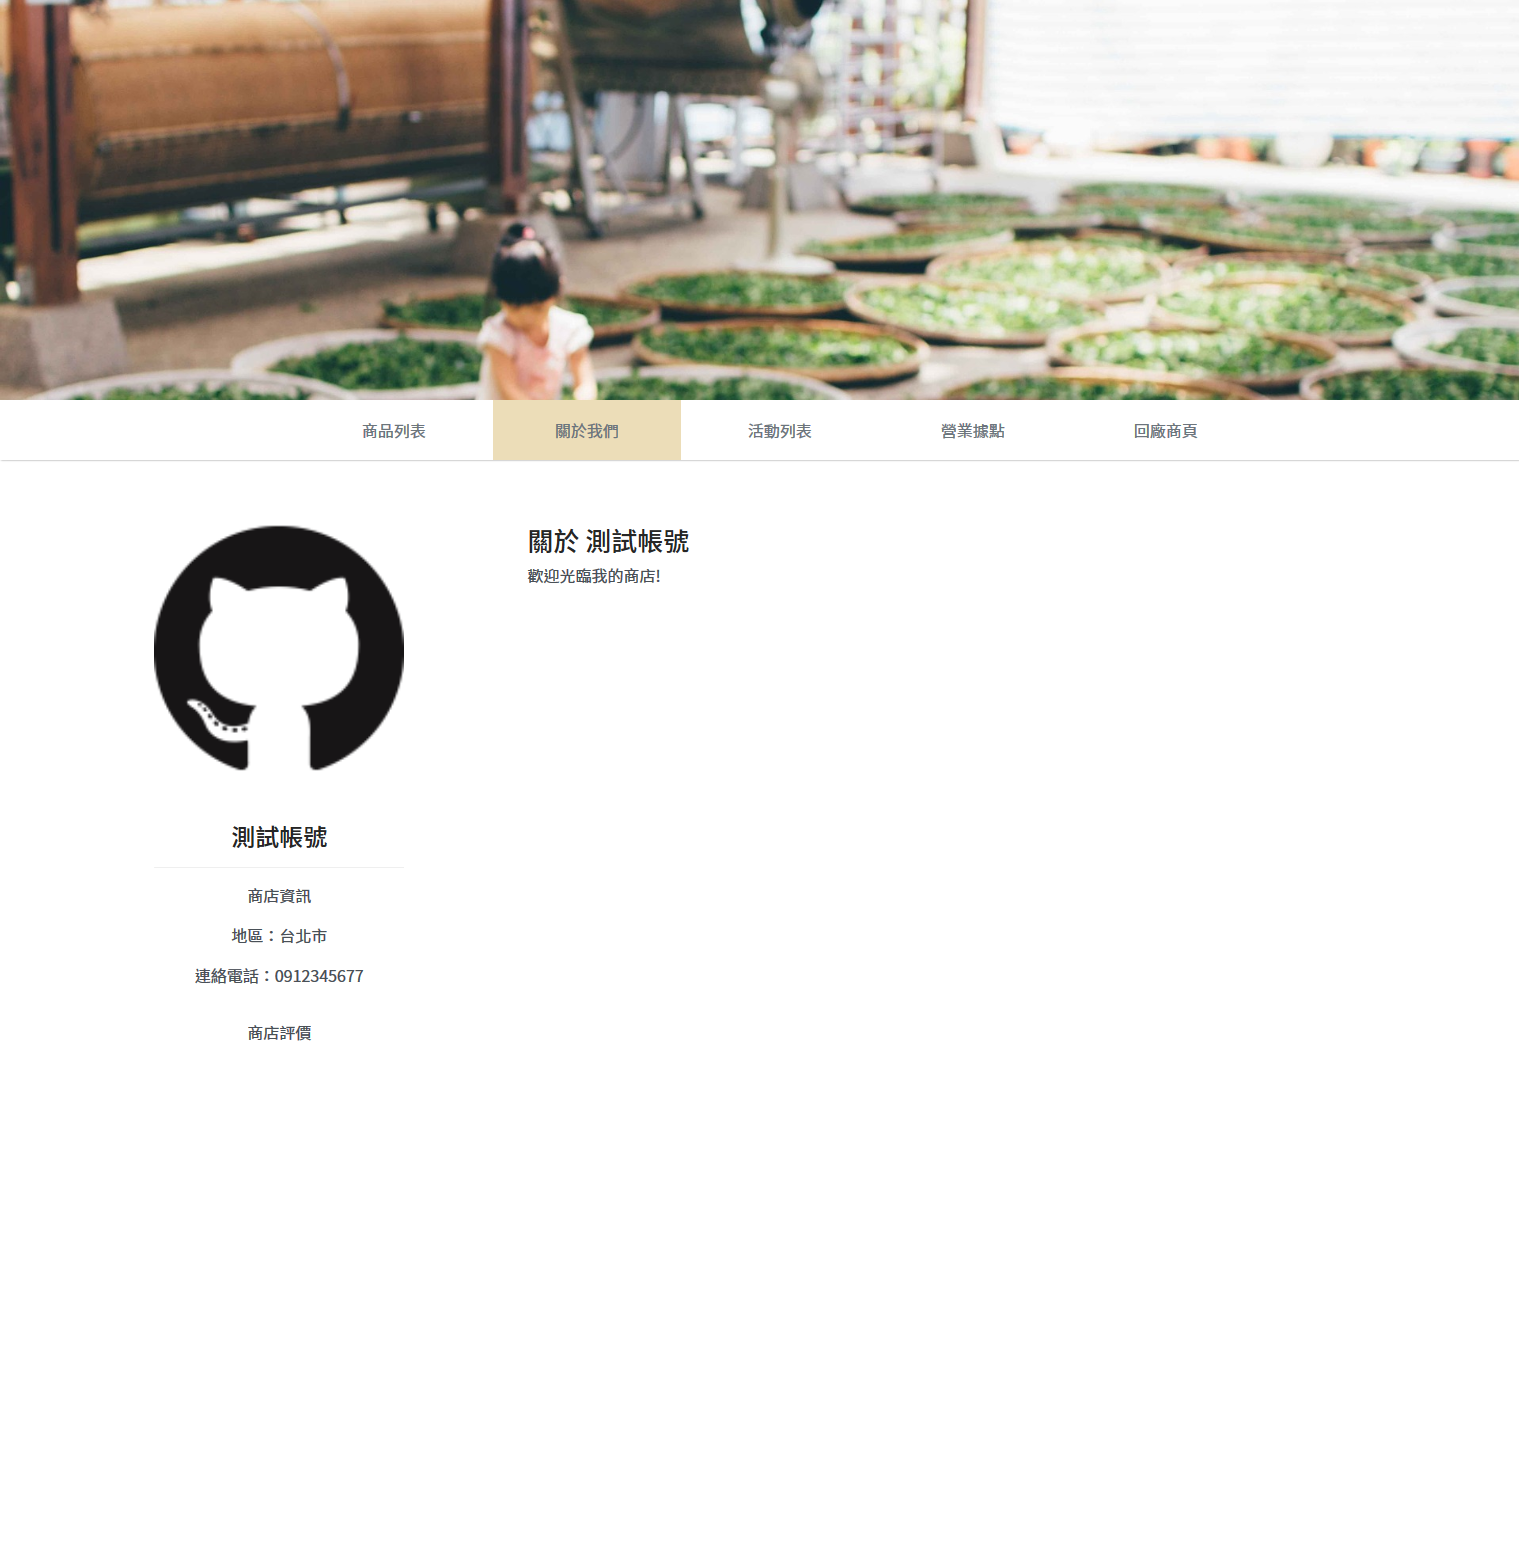 商品列表
關於我們
活動列表
營業據點
回廠商頁
測試帳號
商店資訊
地區：台北市
連絡電話：0912345677
商店評價
關於 測試帳號
歡迎光臨我的商店!